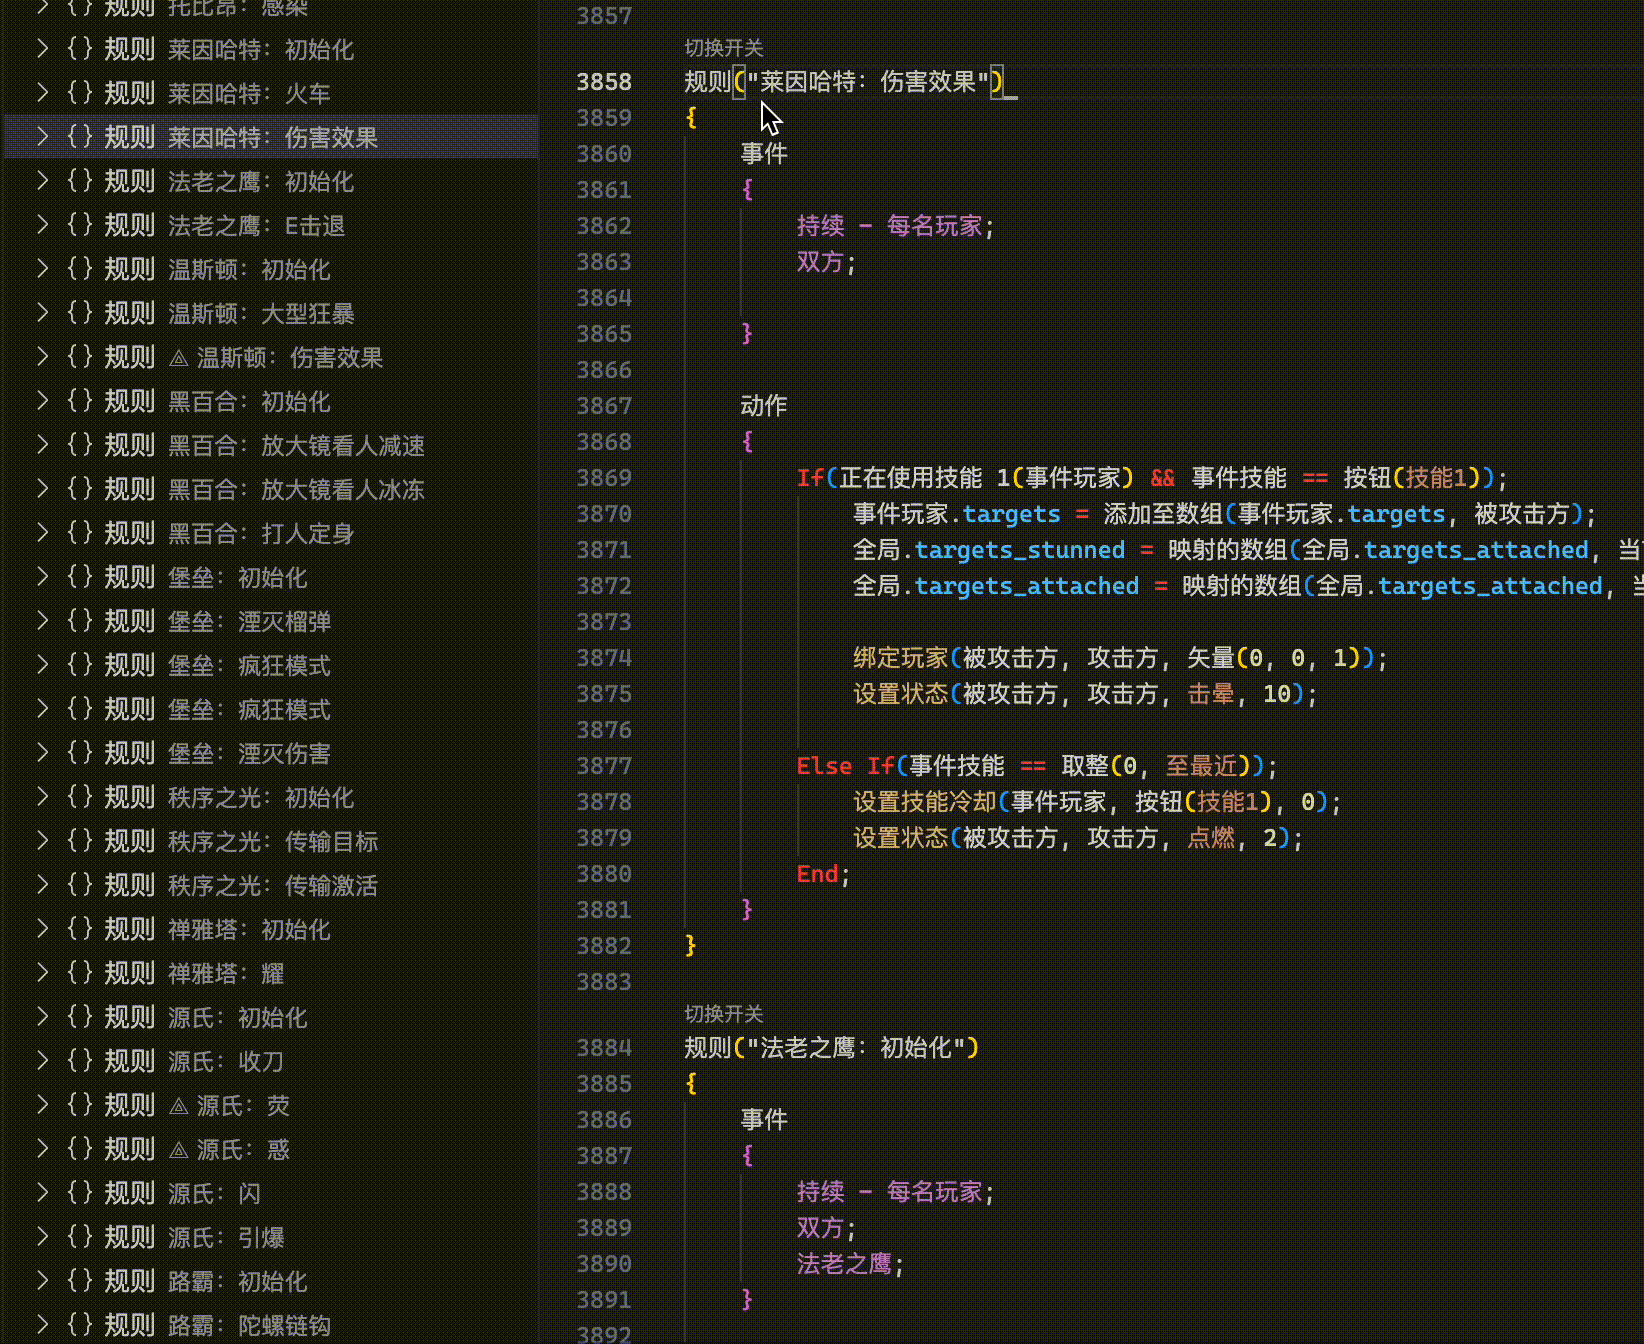 规则 托比昂：感染
规则 莱因哈特：初始化
规则 莱因哈特：火车
规则 莱因哈特：伤害效果
规则 法老之鹰：初始化
规则 法老之鹰：E击退
规则 温斯顿：初始化
规则 温斯顿：大型狂暴
规则 ⟁ 温斯顿：伤害效果
规则 黑百合：初始化
规则 黑百合：放大镜看人减速
规则 黑百合：放大镜看人冰冻
规则 黑百合：打人定身
规则 堡垒：初始化
规则 堡垒：湮灭榴弹
规则 堡垒：疯狂模式
规则 堡垒：疯狂模式
规则 堡垒：湮灭伤害
规则 秩序之光：初始化
规则 秩序之光：传输目标
规则 秩序之光：传输激活
规则 禅雅塔：初始化
规则 禅雅塔：耀
规则 源氏：初始化
规则 源氏：收刀
规则 ⟁ 源氏：荧
规则 ⟁ 源氏：惑
规则 源氏：闪
规则 源氏：引爆
规则 路霸：初始化
规则 路霸：陀螺链钩
3857
切换开关
3858 规则("莱因哈特：伤害效果")
3859 {
3860 事件
3861 {
3862 持续 - 每名玩家;
3863 双方;
3864
3865 }
3866
3867 动作
3868 {
3869 If(正在使用技能 1(事件玩家) && 事件技能 == 按钮(技能1));
3870 事件玩家.targets = 添加至数组(事件玩家.targets, 被攻击方);
3871 全局.targets_stunned = 映射的数组(全局.targets_attached, 当
3872 全局.targets_attached = 映射的数组(全局.targets_attached,
3873
3874 绑定玩家(被攻击方, 攻击方, 矢量(0, 0, 1));
3875 设置状态(被攻击方, 攻击方, 击晕, 10);
3876
3877 Else If(事件技能 == 取整(0, 至最近));
3878 设置技能冷却(事件玩家, 按钮(技能1), 0);
3879 设置状态(被攻击方, 攻击方, 点燃, 2);
3880 End;
3881 }
3882 }
3883
切换开关
3884 规则("法老之鹰：初始化")
3885 {
3886 事件
3887 {
3888 持续 - 每名玩家;
3889 双方;
3890 法老之鹰;
3891 }
3892